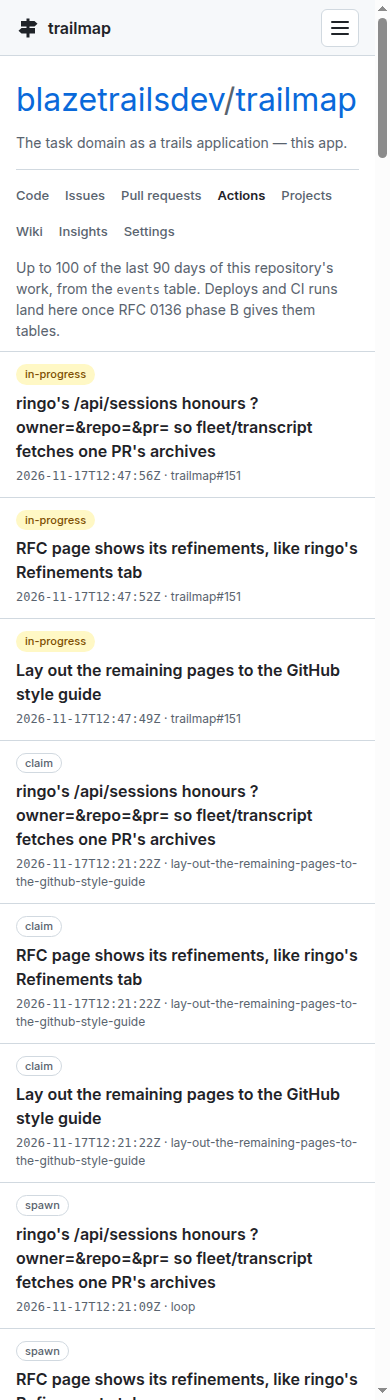 trailmap
blazetrailsdev/trailmap
The task domain as a trails application — this app.
Code Issues Pull requests Actions Projects
Wiki Insights Settings
Up to 100 of the last 90 days of this repository's
work, from the events table. Deploys and CI runs
land here once RFC 0136 phase B gives them
tables.
in-progress
ringo's /api/sessions honours ?
owner=&repo=&pr= so fleet/transcript
fetches one PR's archives
2026-11-17T12:47:56Z · trailmap#151
in-progress
RFC page shows its refinements, like ringo's
Refinements tab
2026-11-17T12:47:52Z · trailmap#151
in-progress
Lay out the remaining pages to the GitHub
style guide
2026-11-17T12:47:49Z · trailmap#151
claim
ringo's /api/sessions honours ?
owner=&repo=&pr= so fleet/transcript
fetches one PR's archives
2026-11-17T12:21:22Z · lay-out-the-remaining-pages-to-
the-github-style-guide
claim
RFC page shows its refinements, like ringo's
Refinements tab
2026-11-17T12:21:22Z · lay-out-the-remaining-pages-to-
the-github-style-guide
claim
Lay out the remaining pages to the GitHub
style guide
2026-11-17T12:21:22Z · lay-out-the-remaining-pages-to-
the-github-style-guide
spawn
ringo's /api/sessions honours ?
owner=&repo=&pr= so fleet/transcript
fetches one PR's archives
2026-11-17T12:21:09Z · loop
spawn
RFC page shows its refinements, like ringo's
Refinements tab